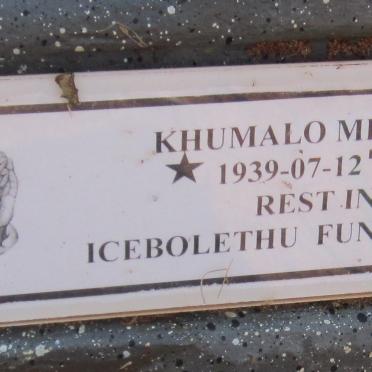 KHUMALO
★ 1939-07-12
REST IN
ICEBOLETHU